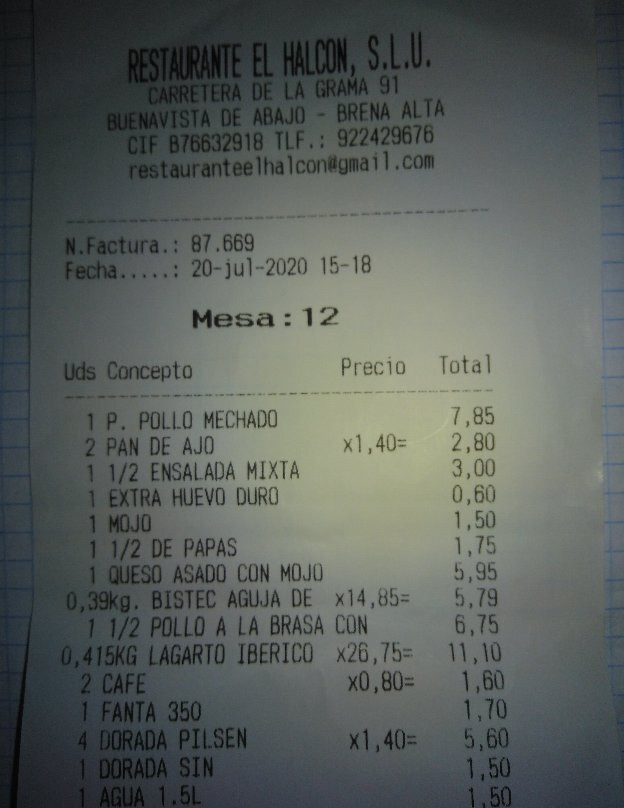 RESTAURANTE EL HALCON, S.L.U.
CARRETERA DE LA GRAMA 91
BUENAVISTA DE ABAJO - BRENA ALTA
CIF B76632918 TLF.: 922429676
restauranteelhalcon@gmail.com
N.Factura.: 87.669
Fecha.....: 20-jul-2020 15-18
Mesa:12
Uds Concepto Precio Total
1 P. POLLO MECHADO 7,85
2 PAN DE AJO x1,40= 2,80
1 1/2 ENSALADA MIXTA 3,00
1 EXTRA HUEVO DURO 0,60
1 MOJO 1,50
1 1/2 DE PAPAS 1,75
1 QUESO ASADO CON MOJO 5,95
0,39kg. BISTEC AGUJA DE x14,85= 5,79
1 1/2 POLLO A LA BRASA CON 6,75
0,415KG LAGARTO IBERICO x26,75= 11,10
2 CAFE x0,80= 1,60
1 FANTA 350 1,70
4 DORADA PILSEN x1,40= 5,60
1 DORADA SIN 1,50
1 AGUA 1.5L 1,50